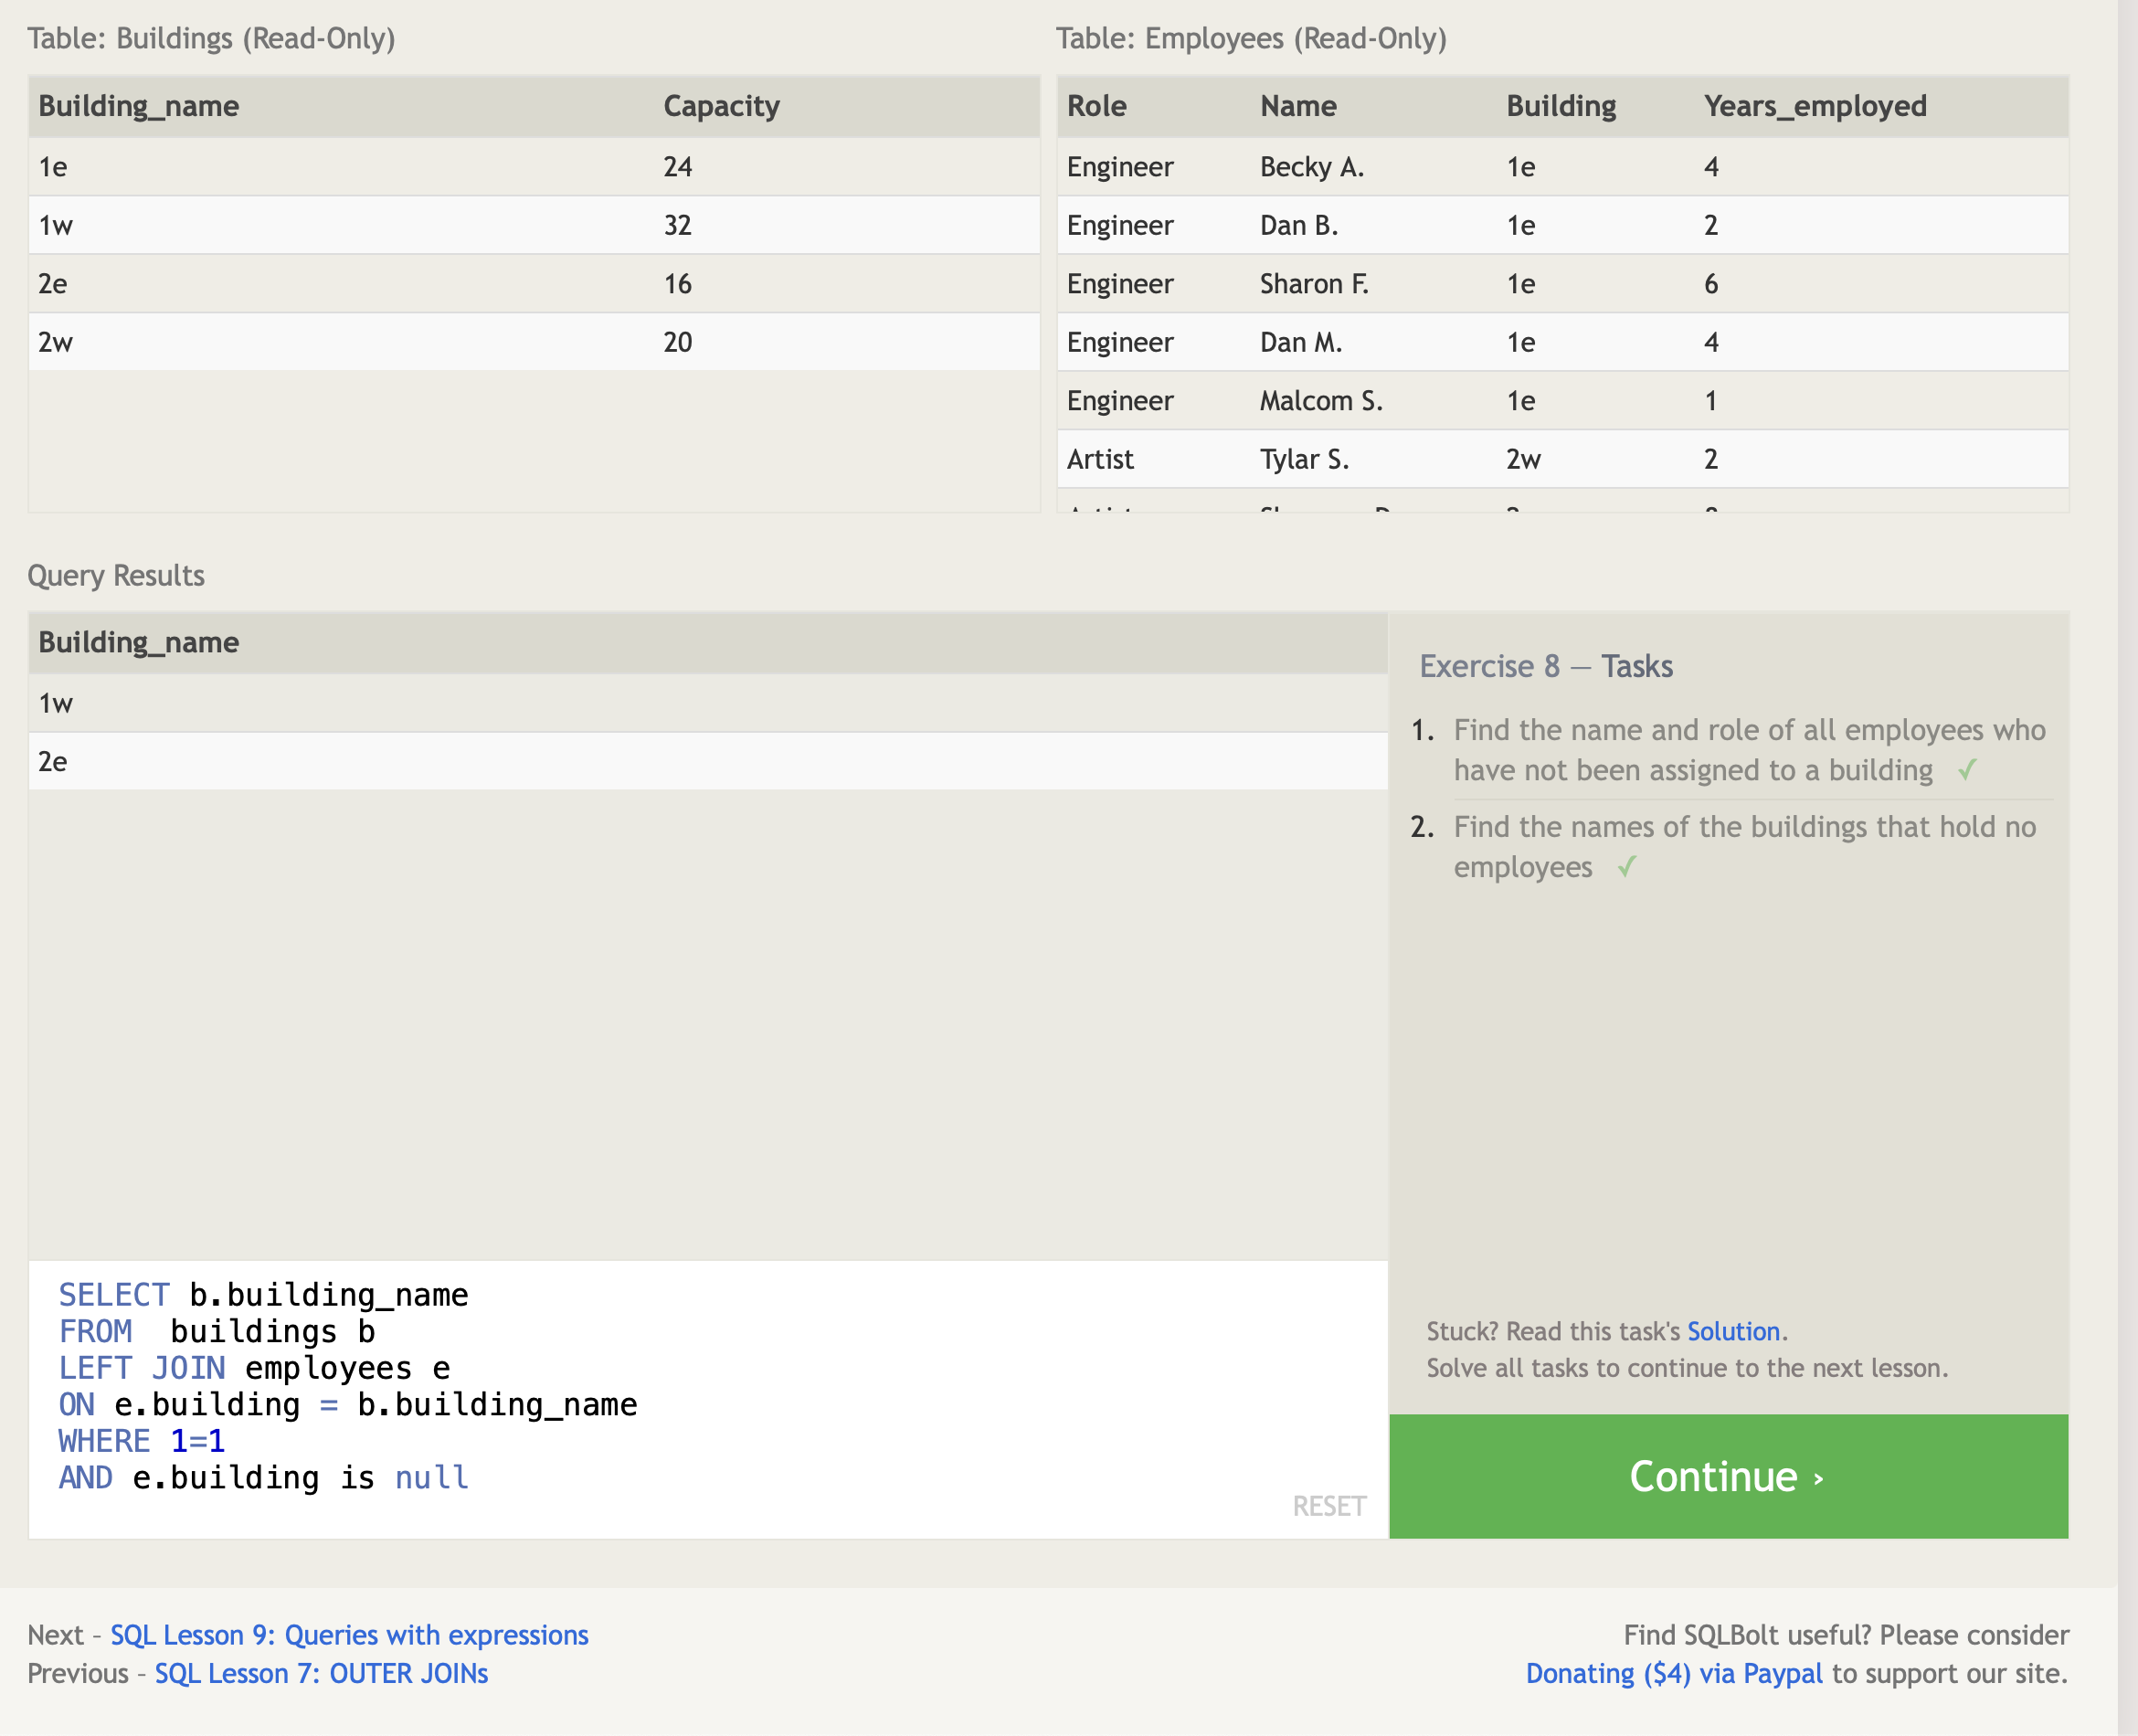 Table: Buildings (Read-Only)
Building_name Capacity
1e 24
1w 32
2e 16
2w 20
Table: Employees (Read-Only)
Role Name Building Years_employed
Engineer Becky A. 1e 4
Engineer Dan B. 1e 2
Engineer Sharon F. 1e 6
Engineer Dan M. 1e 4
Engineer Malcom S. 1e 1
Artist Tylar S. 2w 2
Query Results
Building_name
1w
2e
Exercise 8 — Tasks
1. Find the name and role of all employees who
have not been assigned to a building ✓
2. Find the names of the buildings that hold no
employees ✓
SELECT b.building_name
FROM  buildings b
LEFT JOIN employees e
ON e.building = b.building_name
WHERE 1=1
AND e.building is null
RESET
Stuck? Read this task's Solution.
Solve all tasks to continue to the next lesson.
Continue ›
Next – SQL Lesson 9: Queries with expressions
Previous – SQL Lesson 7: OUTER JOINs
Find SQLBolt useful? Please consider
Donating ($4) via Paypal to support our site.